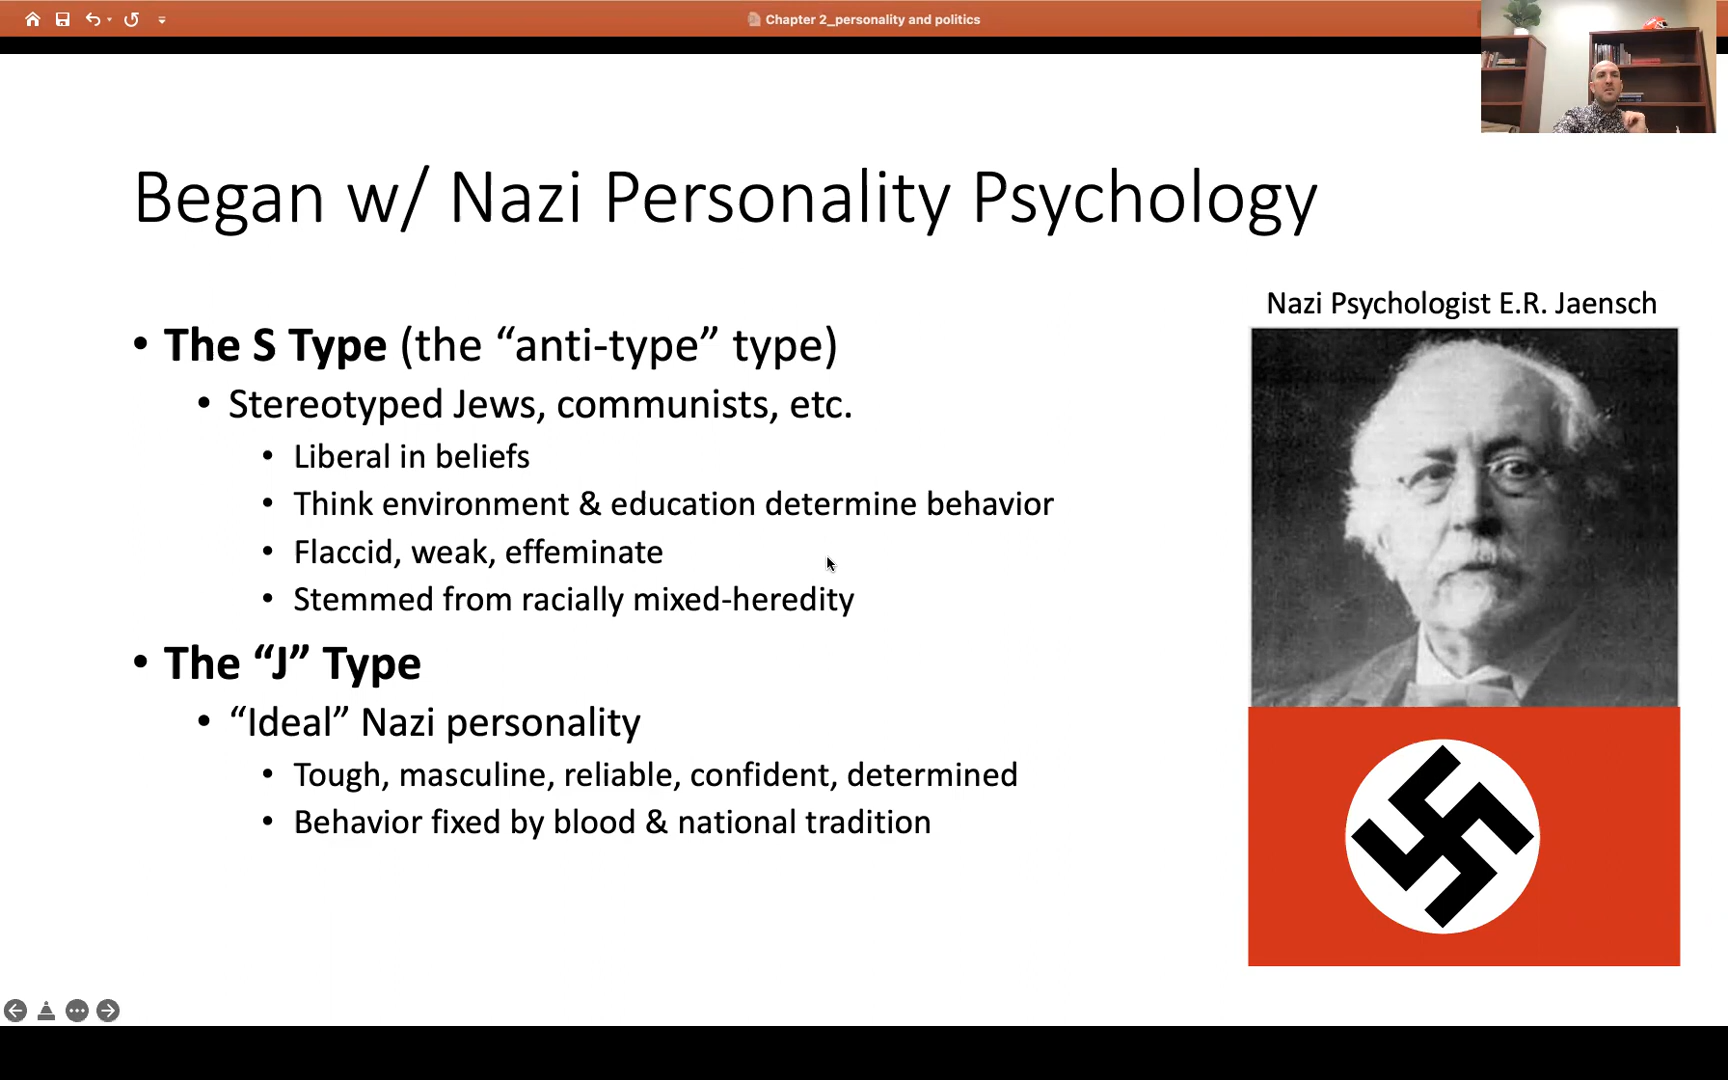 Chapter 2_personality and politics
Began w/ Nazi Personality Psychology
Nazi Psychologist E.R. Jaensch
• The S Type (the “anti-type” type)
• Stereotyped Jews, communists, etc.
• Liberal in beliefs
• Think environment & education determine behavior
• Flaccid, weak, effeminate
• Stemmed from racially mixed-heredity
• The “J” Type
• “Ideal” Nazi personality
• Tough, masculine, reliable, confident, determined
• Behavior fixed by blood & national tradition